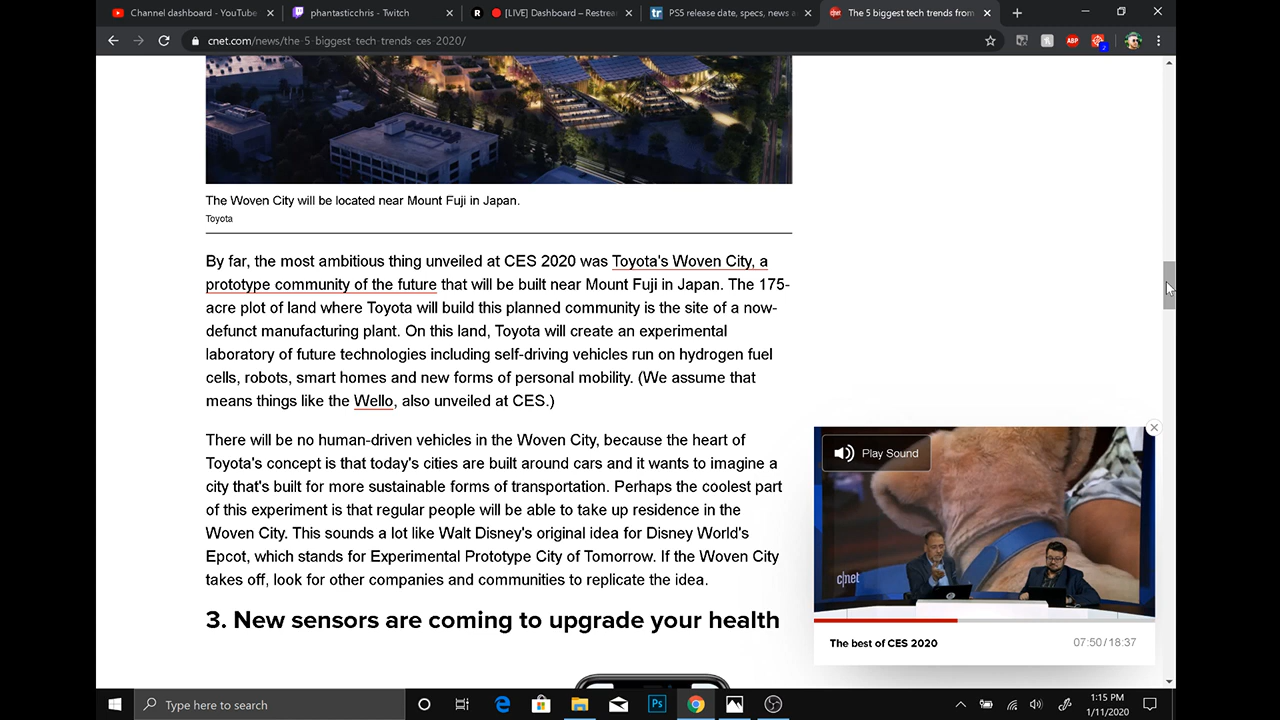 Channel dashboard - YouTube
phantasticchris - Twitch
[LIVE] Dashboard – Restrea
PS5 release date, specs, news a
The 5 biggest tech trends from
cnet.com/news/the-5-biggest-tech-trends-ces-2020/
ABP
2
The Woven City will be located near Mount Fuji in Japan.
Toyota
By far, the most ambitious thing unveiled at CES 2020 was Toyota's Woven City, a
prototype community of the future that will be built near Mount Fuji in Japan. The 175-
acre plot of land where Toyota will build this planned community is the site of a now-
defunct manufacturing plant. On this land, Toyota will create an experimental
laboratory of future technologies including self-driving vehicles run on hydrogen fuel
cells, robots, smart homes and new forms of personal mobility. (We assume that
means things like the Wello, also unveiled at CES.)
There will be no human-driven vehicles in the Woven City, because the heart of
Toyota's concept is that today's cities are built around cars and it wants to imagine a
city that's built for more sustainable forms of transportation. Perhaps the coolest part
of this experiment is that regular people will be able to take up residence in the
Woven City. This sounds a lot like Walt Disney's original idea for Disney World's
Epcot, which stands for Experimental Prototype City of Tomorrow. If the Woven City
takes off, look for other companies and communities to replicate the idea.
3. New sensors are coming to upgrade your health
Play Sound
c|net
The best of CES 2020
07:50 / 18:37
Type here to search
Ps
1:15 PM
1/11/2020